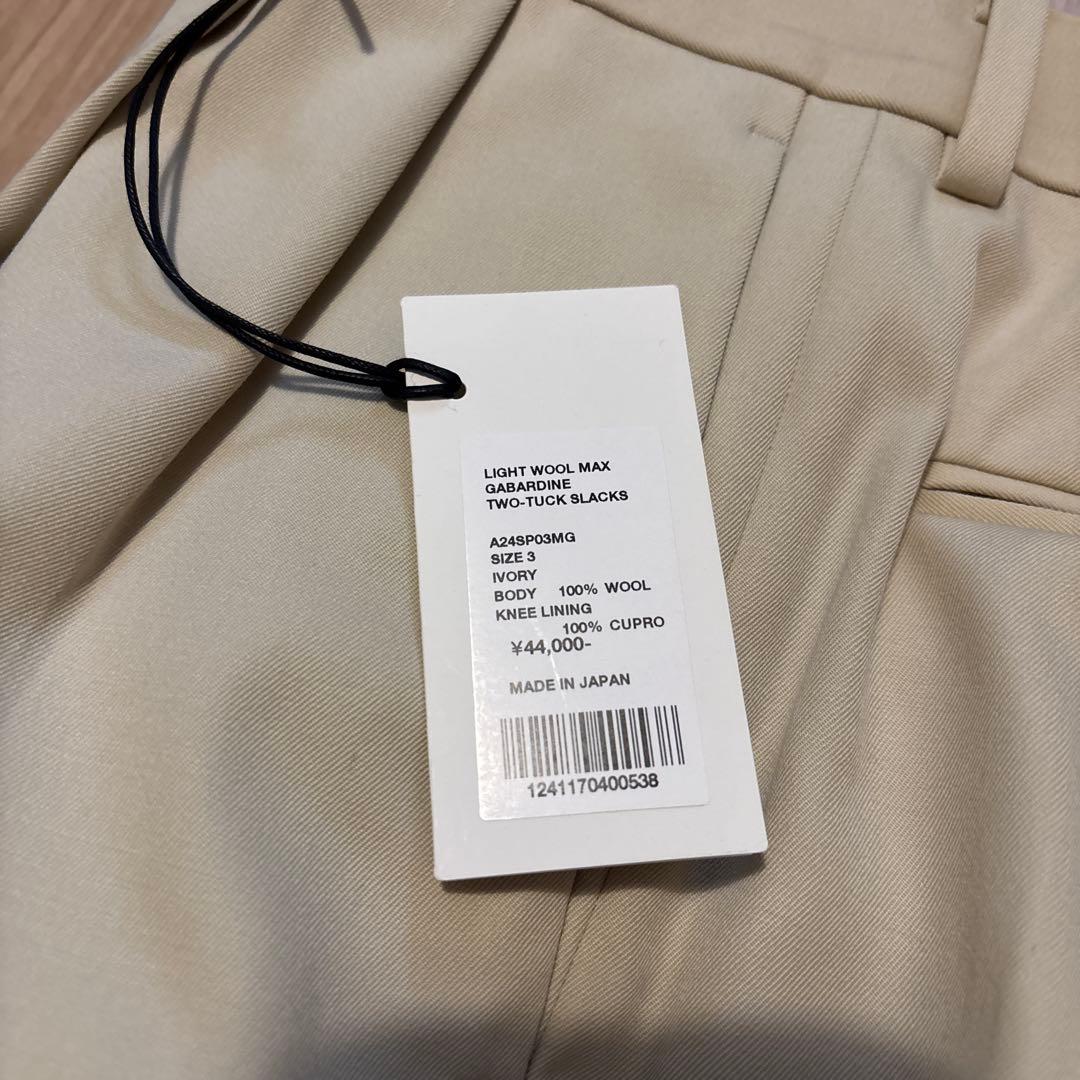 LIGHT WOOL MAX
GABARDINE
TWO-TUCK SLACKS
A24SP03MG
SIZE 3
IVORY
BODY 100% WOOL
KNEE LINING
100% CUPRO
¥44,000-
MADE IN JAPAN
1241170400538